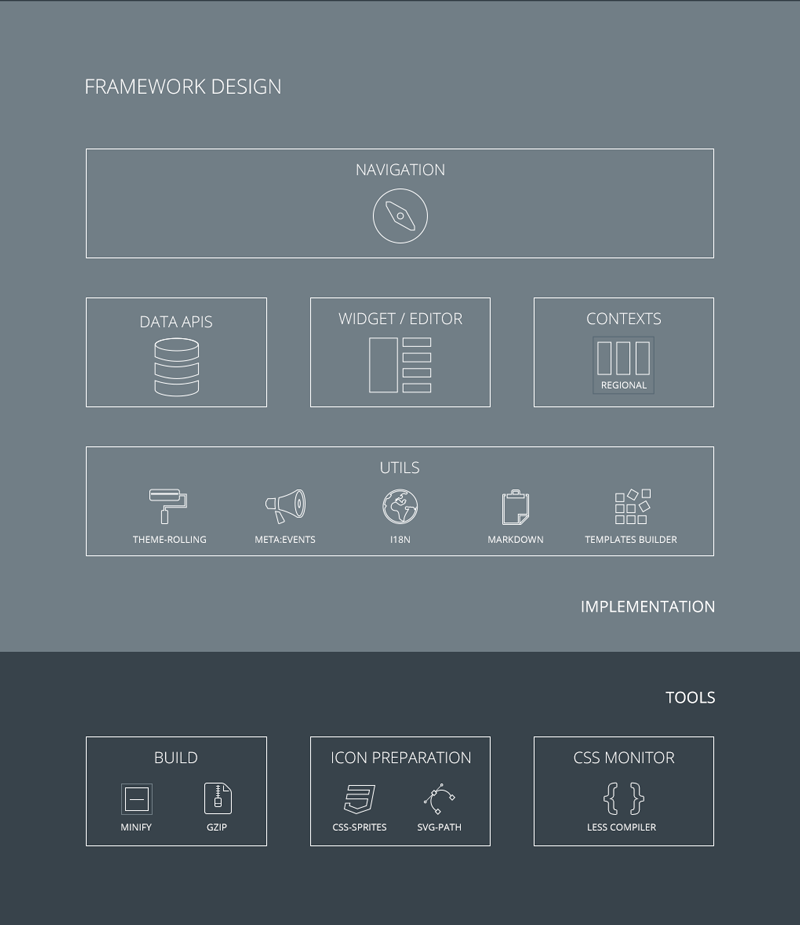 FRAMEWORK DESIGN
NAVIGATION
DATA APIS
WIDGET / EDITOR
CONTEXTS
REGIONAL
UTILS
THEME-ROLLING
META:EVENTS
I18N
MARKDOWN
TEMPLATES BUILDER
IMPLEMENTATION
TOOLS
BUILD
MINIFY
GZIP
ICON PREPARATION
CSS-SPRITES
SVG-PATH
CSS MONITOR
LESS COMPILER